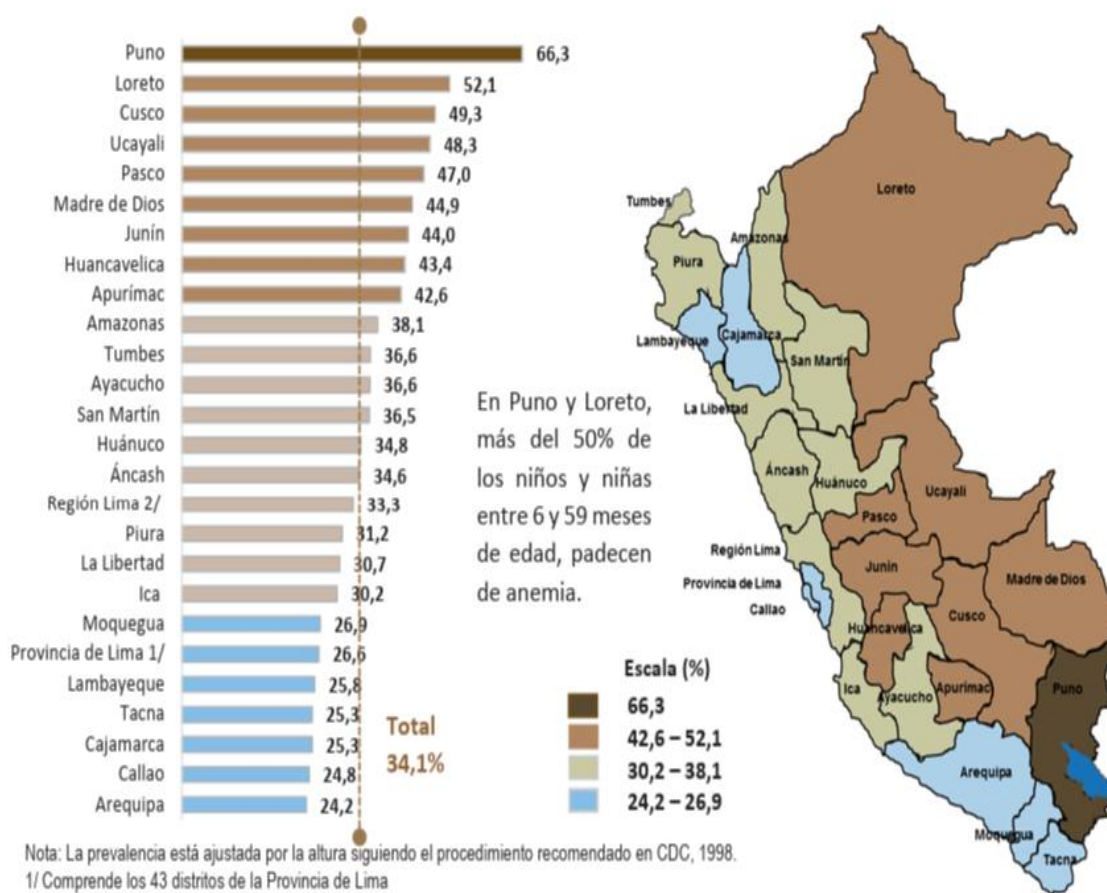 Puno 66,3
Loreto 52,1
Cusco 49,3
Ucayali 48,3
Pasco 47,0
Madre de Dios 44,9
Junín 44,0
Huancavelica 43,4
Apurímac 42,6
Amazonas 38,1
Tumbes 36,6
Ayacucho 36,6
San Martín 36,5
Huánuco 34,8
Áncash 34,6
Región Lima 2/ 33,3
Piura 31,2
La Libertad 30,7
Ica 30,2
Moquegua 26,9
Provincia de Lima 1/ 26,6
Lambayeque 25,8
Tacna 25,3
Cajamarca 25,3
Callao 24,8
Arequipa 24,2
Total
34,1%
En Puno y Loreto,
más del 50% de
los niños y niñas
entre 6 y 59 meses
de edad, padecen
de anemia.
Escala (%)
66,3
42,6 – 52,1
30,2 – 38,1
24,2 – 26,9
Loreto
Tumbes
Amazonas
Piura
Lambayeque
Cajamarca
San Martín
La Libertad
Áncash
Huánuco
Ucayali
Pasco
Región Lima
Junín
Provincia de Lima
Callao
Madre de Dios
Cusco
Huancavelica
Ica
Ayacucho
Apurímac
Puno
Arequipa
Moquegua
Tacna
Nota: La prevalencia está ajustada por la altura siguiendo el procedimiento recomendado en CDC, 1998.
1/ Comprende los 43 distritos de la Provincia de Lima